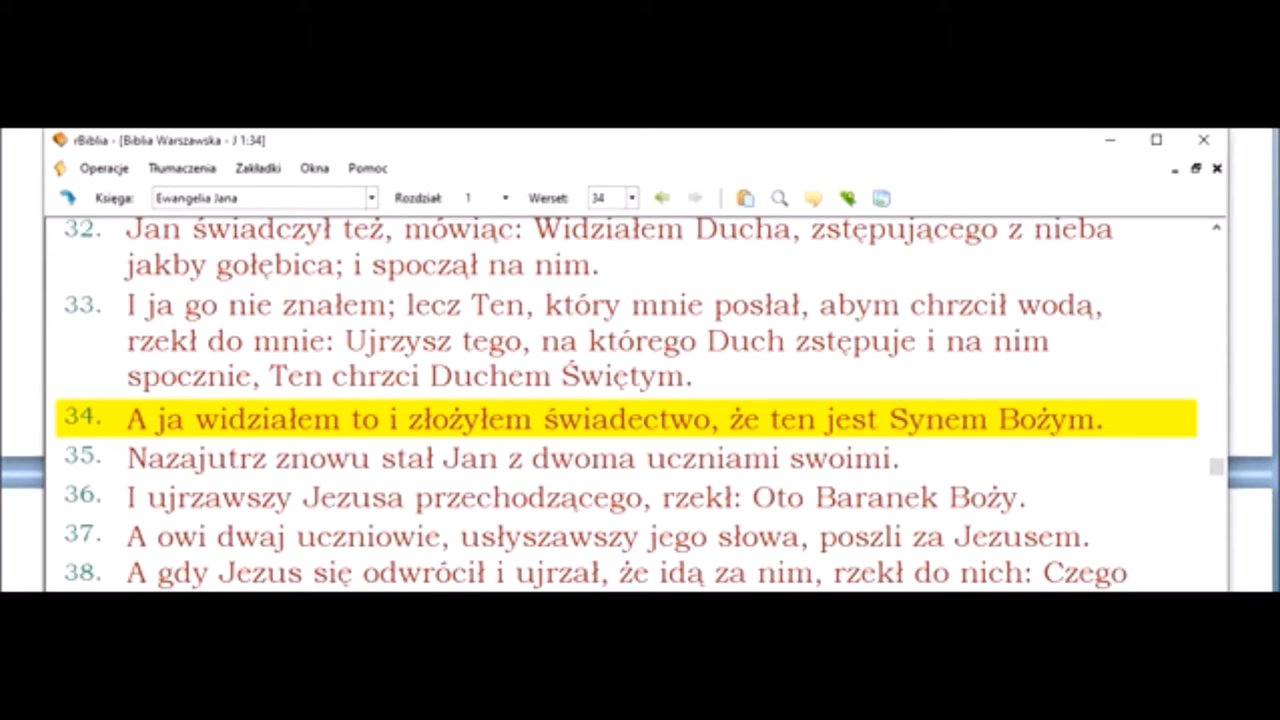 rBiblia - [Biblia Warszawska - J 1:34]
Operacje Tłumaczenia Zakładki Okna Pomoc
Księga: Ewangelia Jana Rozdział 1 Werset: 34
32. Jan świadczył też, mówiąc: Widziałem Ducha, zstępującego z nieba
jakby gołębica; i spoczął na nim.
33. I ja go nie znałem; lecz Ten, który mnie posłał, abym chrzcił wodą,
rzekł do mnie: Ujrzysz tego, na którego Duch zstępuje i na nim
spocznie, Ten chrzci Duchem Świętym.
34. A ja widziałem to i złożyłem świadectwo, że ten jest Synem Bożym.
35. Nazajutrz znowu stał Jan z dwoma uczniami swoimi.
36. I ujrzawszy Jezusa przechodzącego, rzekł: Oto Baranek Boży.
37. A owi dwaj uczniowie, usłyszawszy jego słowa, poszli za Jezusem.
38. A gdy Jezus się odwrócił i ujrzał, że idą za nim, rzekł do nich: Czego